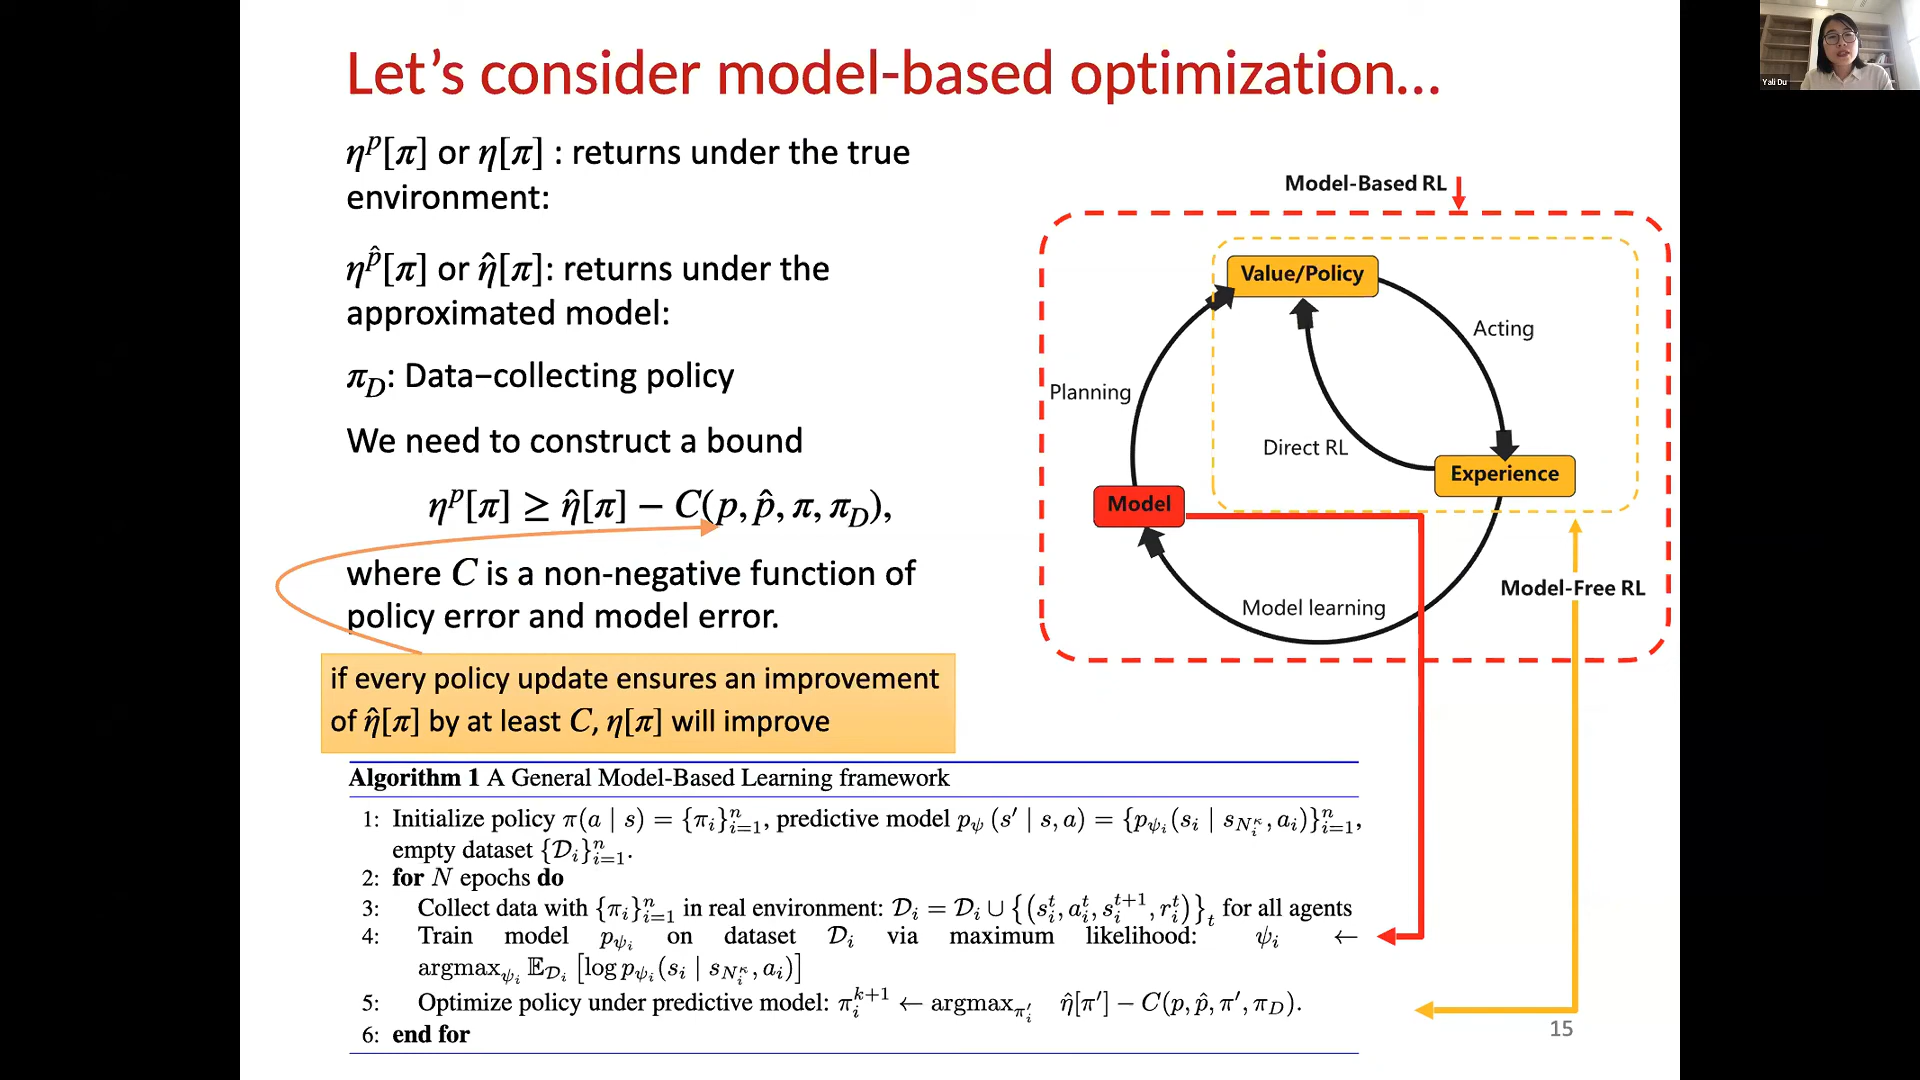 Let’s consider model-based optimization...
η^p[π] or η[π] : returns under the true
environment:
η^p̂[π] or η̂[π]: returns under the
approximated model:
π_D: Data−collecting policy
We need to construct a bound
η^p[π] ≥ η̂[π] − C(p, p̂, π, π_D),
where C is a non-negative function of
policy error and model error.
if every policy update ensures an improvement
of η̂[π] by at least C, η[π] will improve
Model-Based RL
Value/Policy
Acting
Planning
Direct RL
Experience
Model
Model-Free RL
Model learning
Algorithm 1 A General Model-Based Learning framework
1: Initialize policy π(a | s) = {π_i}_{i=1}^n, predictive model p_ψ (s′ | s, a) = {p_{ψ_i}(s_i | s_{N_i^κ}, a_i)}_{i=1}^n,
empty dataset {𝒟_i}_{i=1}^n.
2: for N epochs do
3: Collect data with {π_i}_{i=1}^n in real environment: 𝒟_i = 𝒟_i ∪ {(s_i^t, a_i^t, s_i^{t+1}, r_i^t)}_t for all agents
4: Train model p_{ψ_i} on dataset 𝒟_i via maximum likelihood: ψ_i ←
argmax_{ψ_i} 𝔼_{𝒟_i} [log p_{ψ_i}(s_i | s_{N_i^κ}, a_i)]
5: Optimize policy under predictive model: π_i^{k+1} ← argmax_{π_i′} η̂[π′] − C(p, p̂, π′, π_D).
6: end for
15
Yali Du